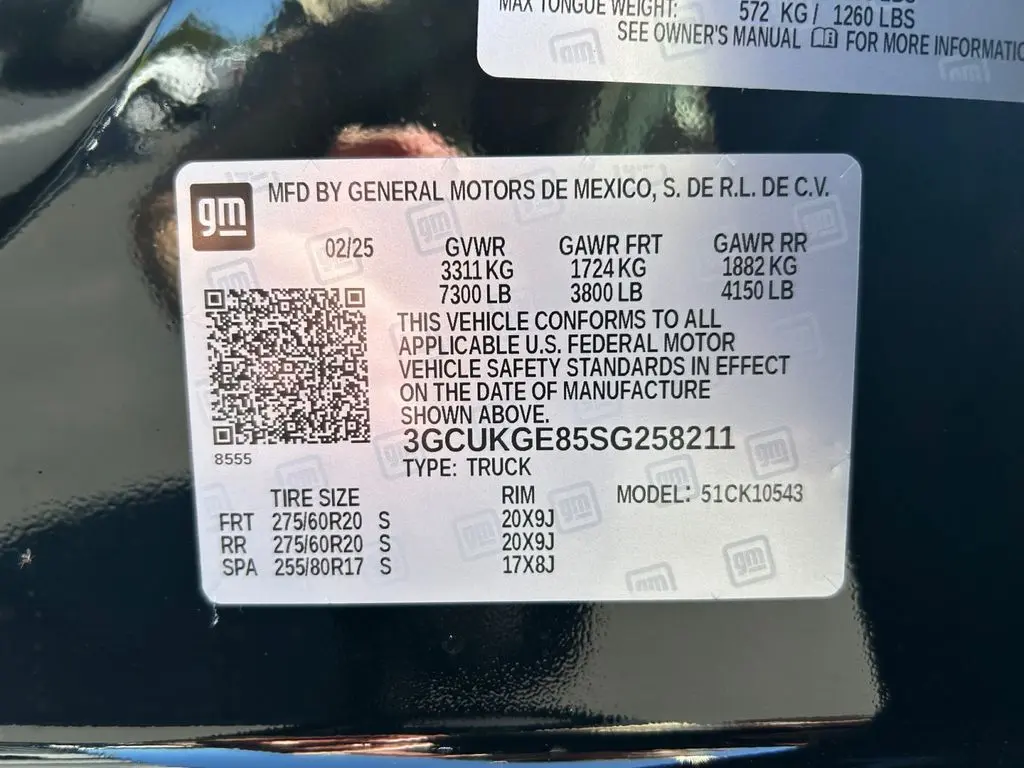 MAX TONGUE WEIGHT: 572 KG / 1260 LBS
SEE OWNER'S MANUAL FOR MORE INFORMATIO
gm
MFD BY GENERAL MOTORS DE MEXICO, S. DE R.L. DE C.V.
02/25 GVWR GAWR FRT GAWR RR
3311 KG 1724 KG 1882 KG
7300 LB 3800 LB 4150 LB
THIS VEHICLE CONFORMS TO ALL
APPLICABLE U.S. FEDERAL MOTOR
VEHICLE SAFETY STANDARDS IN EFFECT
ON THE DATE OF MANUFACTURE
SHOWN ABOVE.
3GCUKGE85SG258211
8555
TYPE: TRUCK
TIRE SIZE RIM MODEL: 51CK10543
FRT 275/60R20 S 20X9J
RR 275/60R20 S 20X9J
SPA 255/80R17 S 17X8J